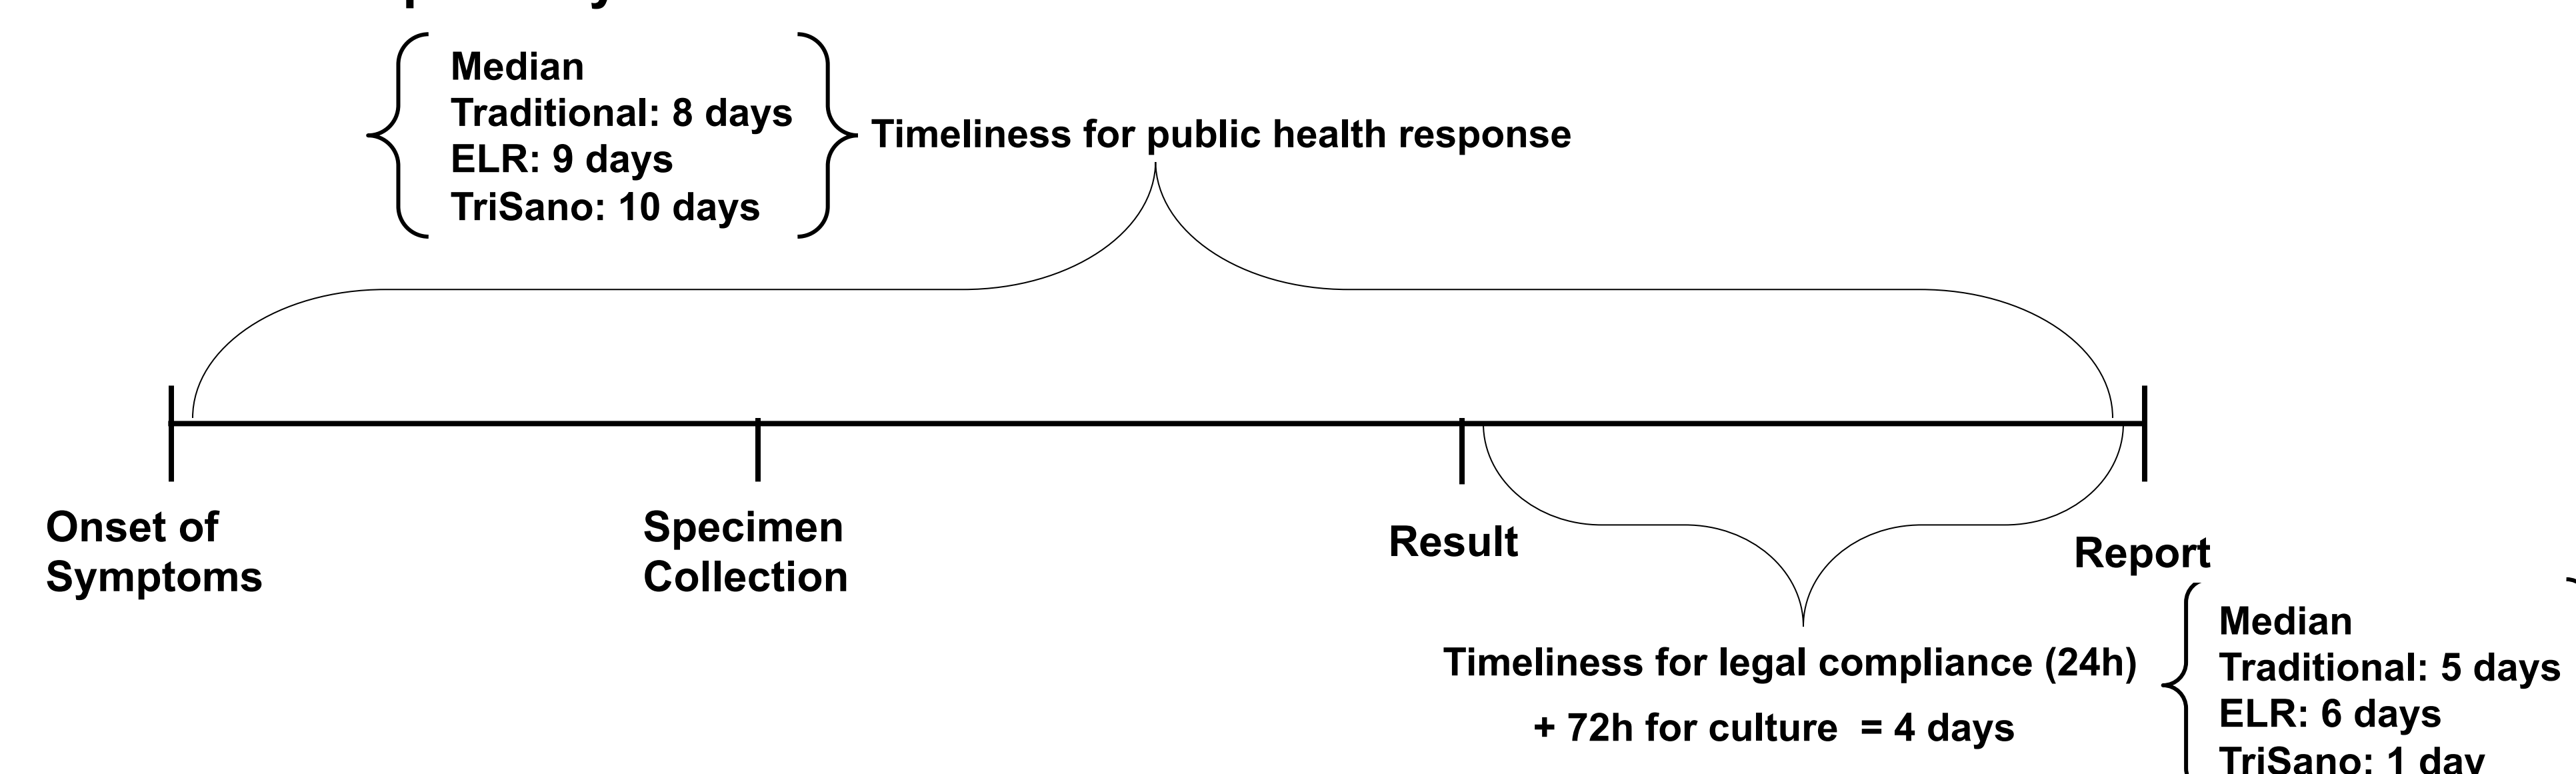 Median
Traditional: 8 days
ELR: 9 days
TriSano: 10 days
Timeliness for public health response
Onset of
Symptoms
Specimen
Collection
Result
Report
Timeliness for legal compliance (24h)
+ 72h for culture = 4 days
Median
Traditional: 5 days
ELR: 6 days
TriSano: 1 day